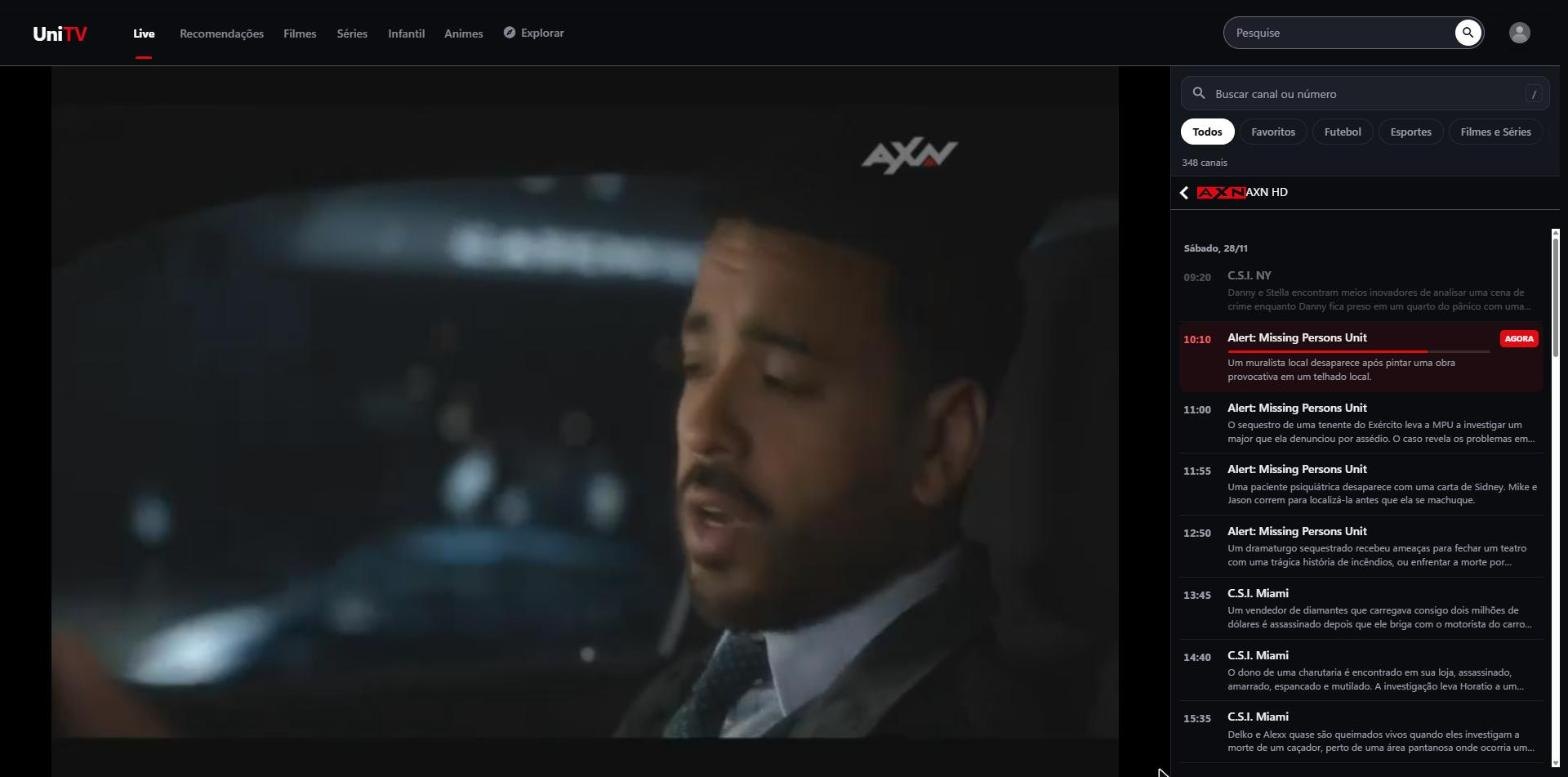 UniTV
Live
Recomendações
Filmes
Séries
Infantil
Animes
Explorar
Pesquise
AXN
Buscar canal ou número
/
Todos
Favoritos
Futebol
Esportes
Filmes e Séries
348 canais
AXN
AXN HD
Sábado, 28/11
09:20
C.S.I. NY
Danny e Stella encontram meios inovadores de analisar uma cena de
crime enquanto Danny fica preso em um quarto do pânico com uma...
10:10
Alert: Missing Persons Unit
AGORA
Um muralista local desaparece após pintar uma obra
provocativa em um telhado local.
11:00
Alert: Missing Persons Unit
O sequestro de uma tenente do Exército leva a MPU a investigar um
major que ela denunciou por assédio. O caso revela os problemas em...
11:55
Alert: Missing Persons Unit
Uma paciente psiquiátrica desaparece com uma carta de Sidney. Mike e
Jason correm para localizá-la antes que ela se machuque.
12:50
Alert: Missing Persons Unit
Um dramaturgo sequestrado recebeu ameaças para fechar um teatro
com uma trágica história de incêndios, ou enfrentar a morte por...
13:45
C.S.I. Miami
Um vendedor de diamantes que carregava consigo dois milhões de
dólares é assassinado depois que ele briga com o motorista do carro...
14:40
C.S.I. Miami
O dono de uma charutaria é encontrado em sua loja, assassinado,
amarrado, espancado e mutilado. A investigação leva Horatio a um...
15:35
C.S.I. Miami
Delko e Alexx quase são queimados vivos quando eles investigam a
morte de um caçador, perto de uma área pantanosa onde ocorria um...